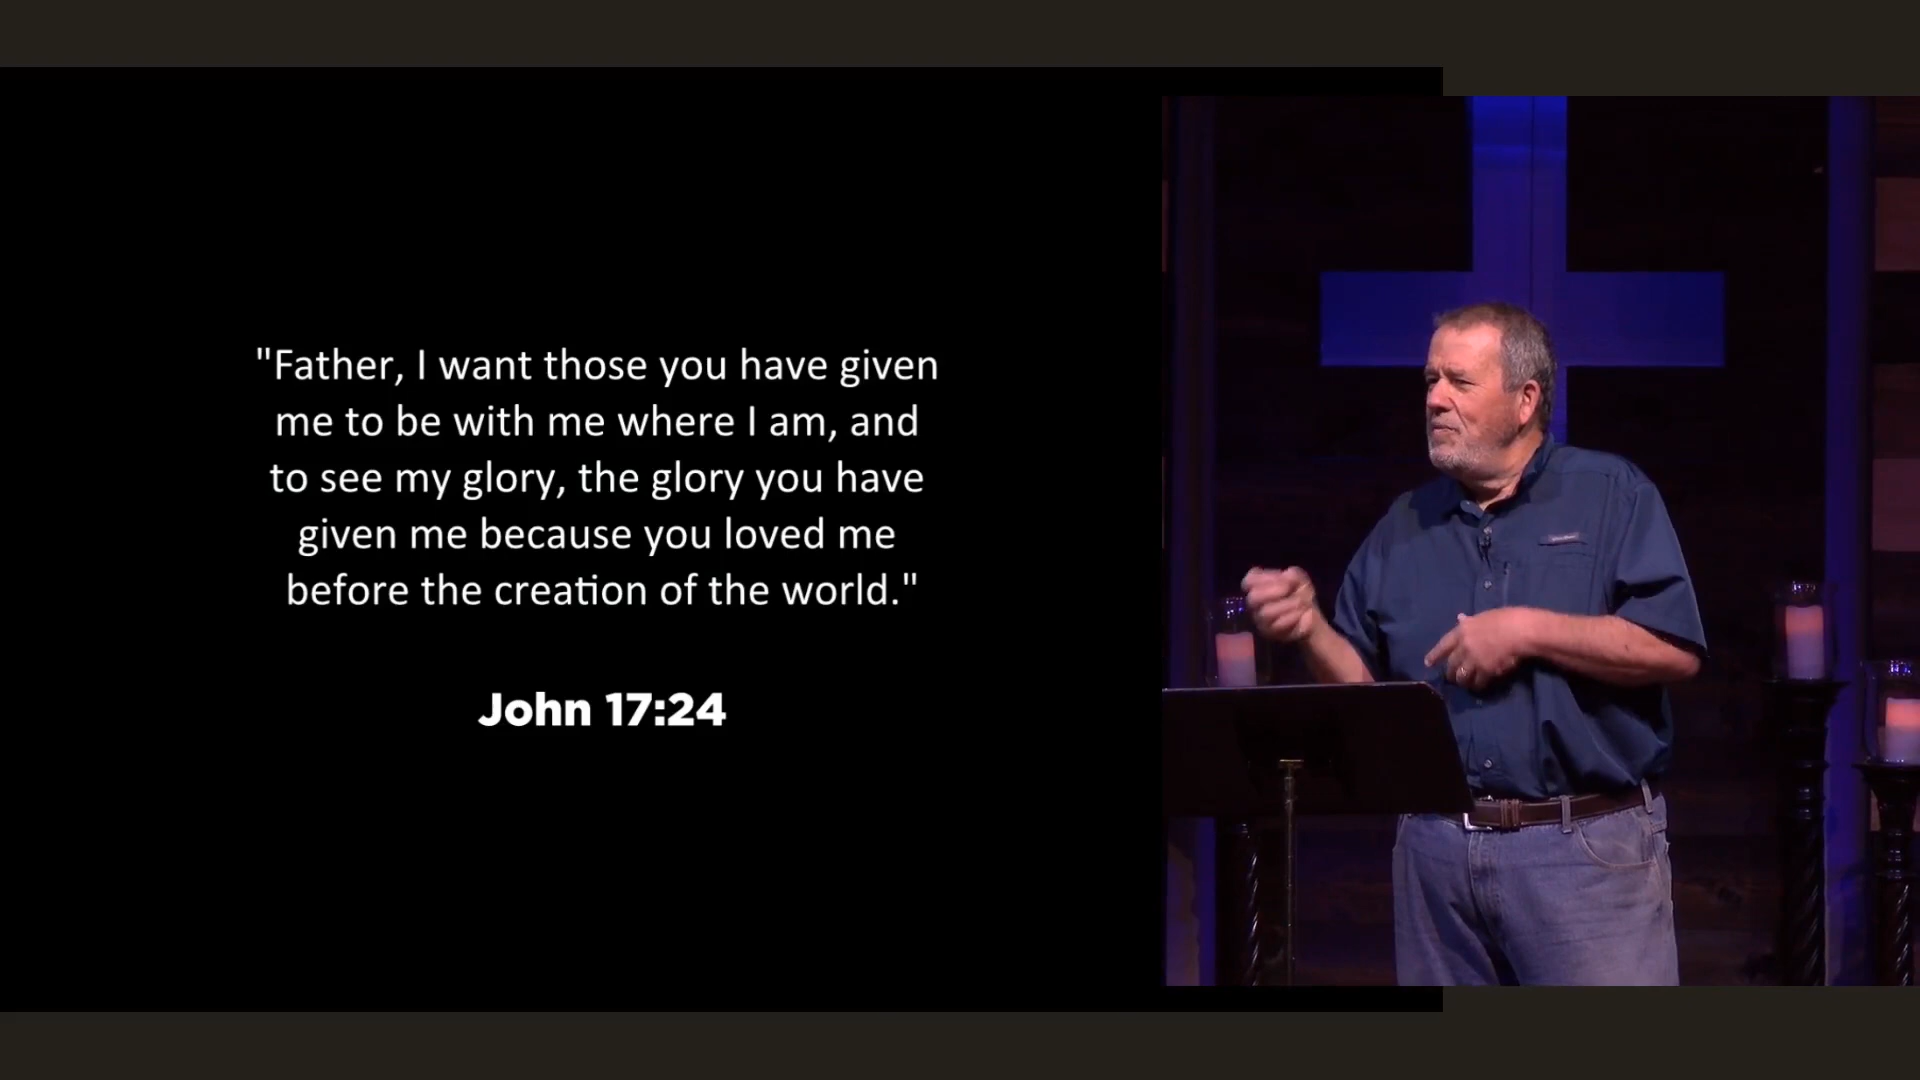 "Father, I want those you have given
me to be with me where I am, and
to see my glory, the glory you have
given me because you loved me
before the creation of the world."
John 17:24